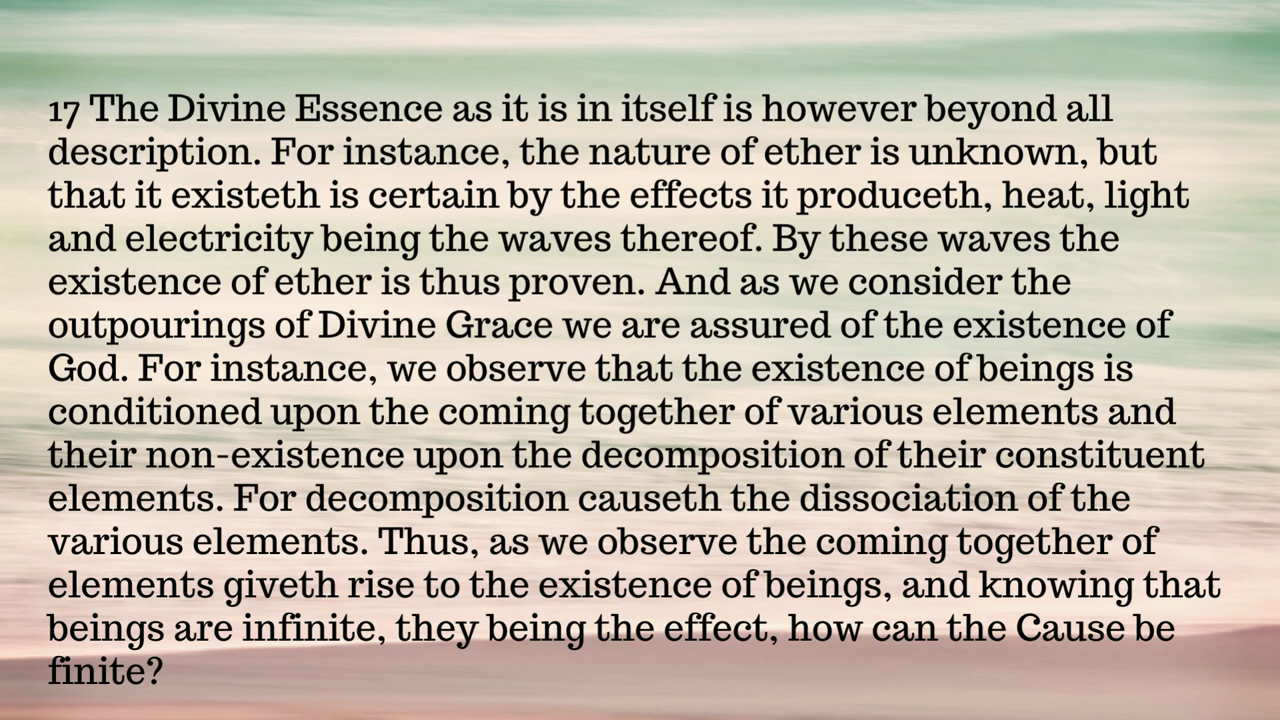 17 The Divine Essence as it is in itself is however beyond all
description. For instance, the nature of ether is unknown, but
that it existeth is certain by the effects it produceth, heat, light
and electricity being the waves thereof. By these waves the
existence of ether is thus proven. And as we consider the
outpourings of Divine Grace we are assured of the existence of
God. For instance, we observe that the existence of beings is
conditioned upon the coming together of various elements and
their non-existence upon the decomposition of their constituent
elements. For decomposition causeth the dissociation of the
various elements. Thus, as we observe the coming together of
elements giveth rise to the existence of beings, and knowing that
beings are infinite, they being the effect, how can the Cause be
finite?